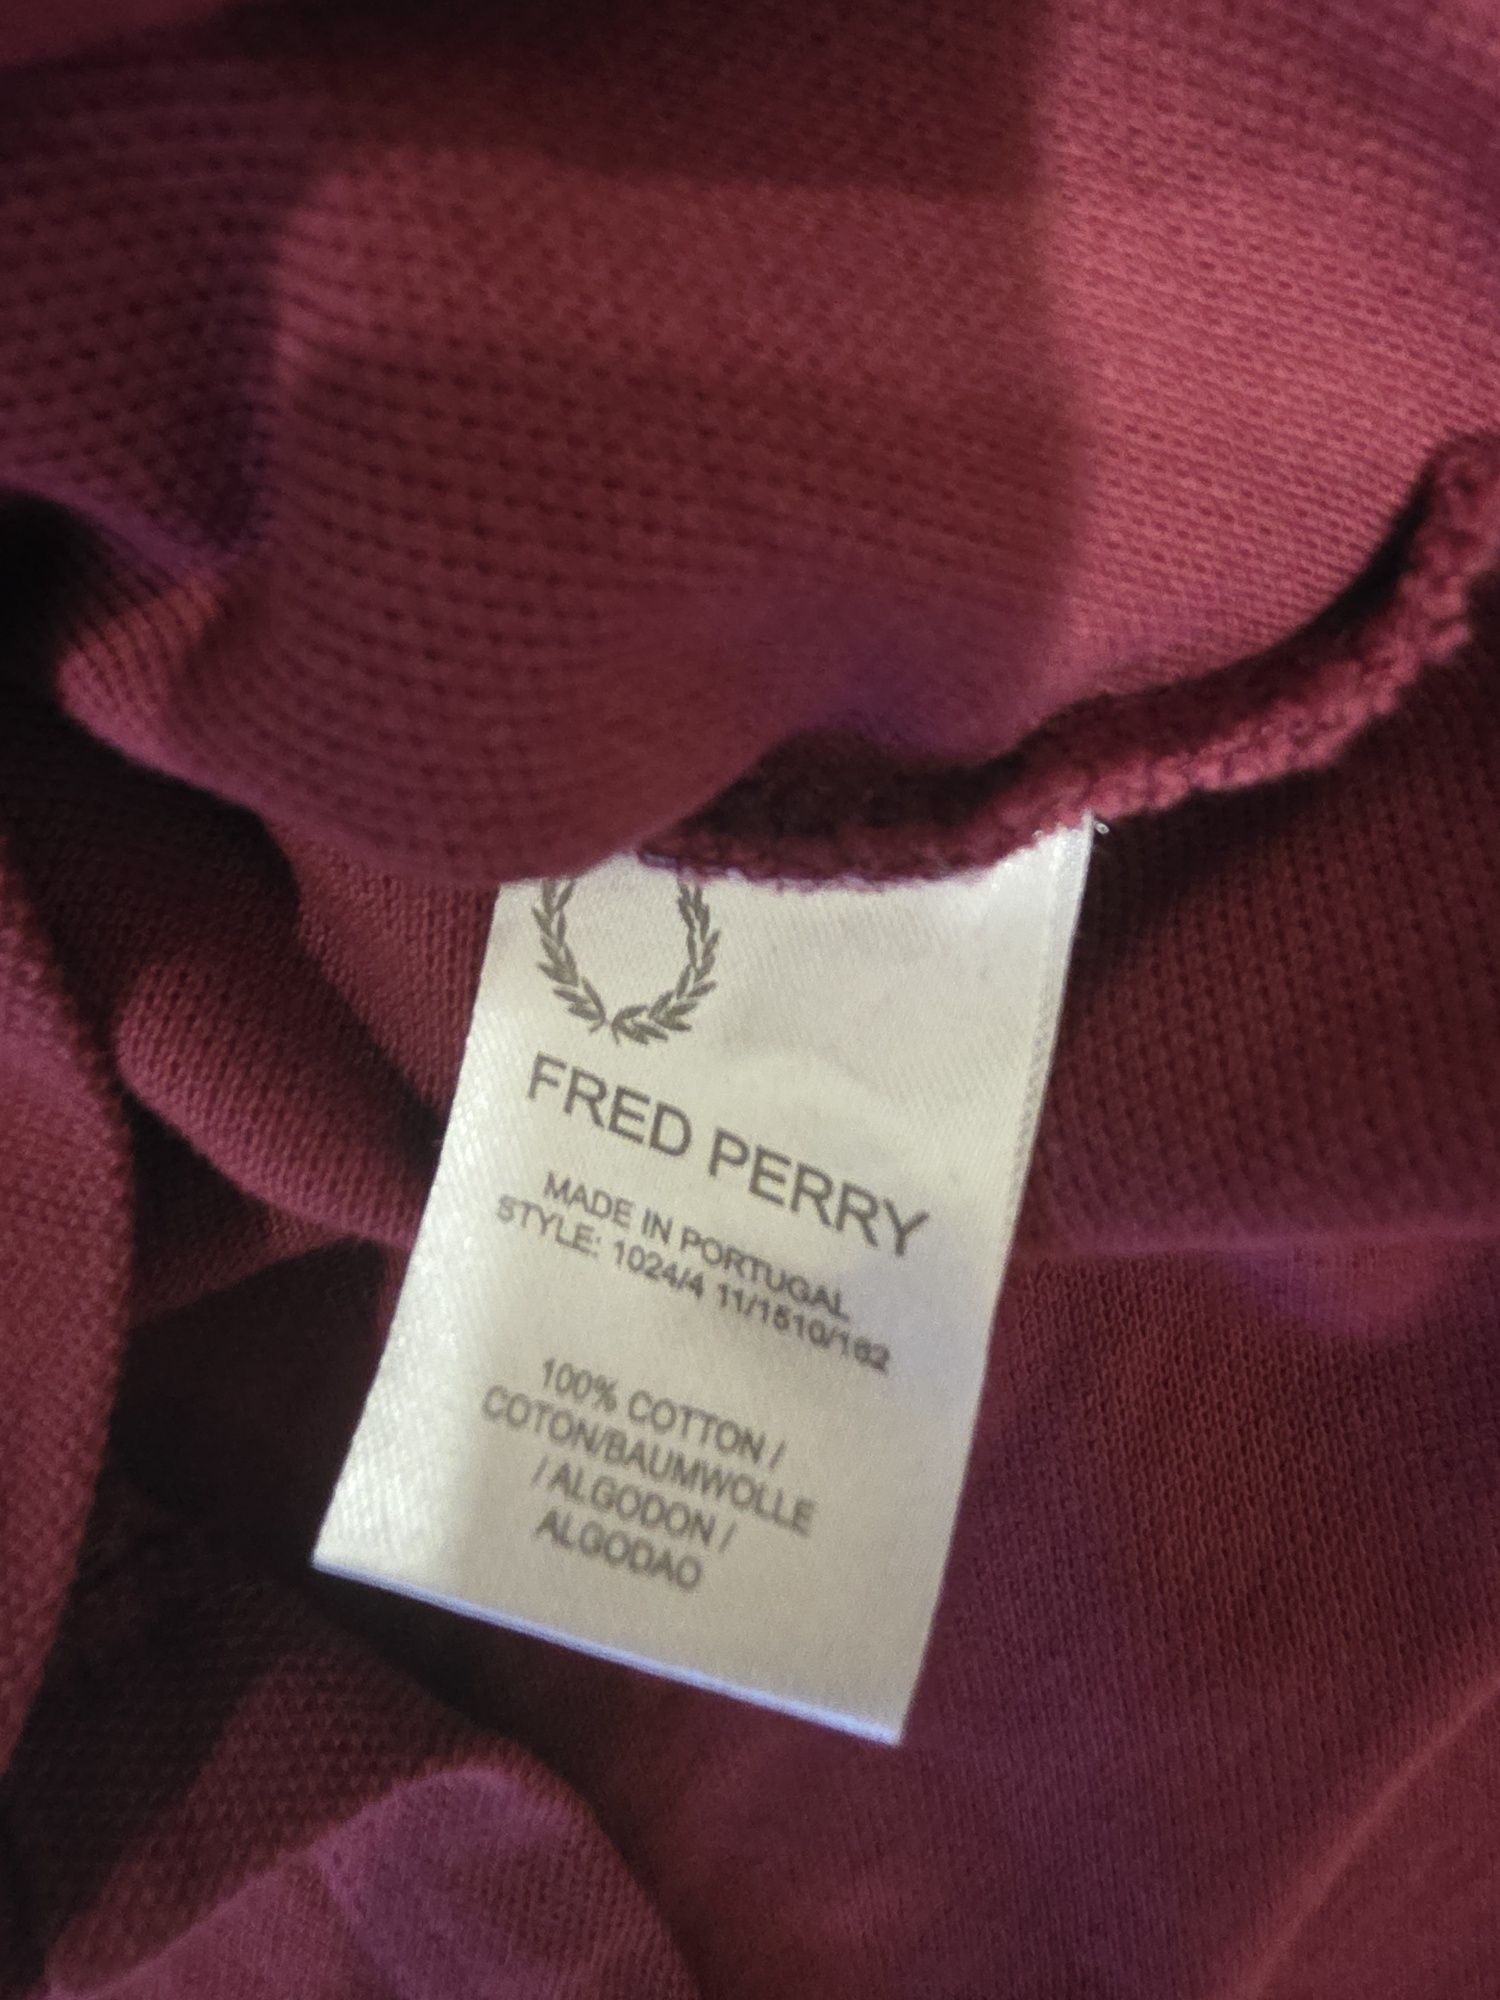 FRED PERRY
MADE IN PORTUGAL
STYLE: 1024/4 11/1510/162
100% COTTON /
COTON/BAUMWOLLE
/ ALGODON /
ALGODAO